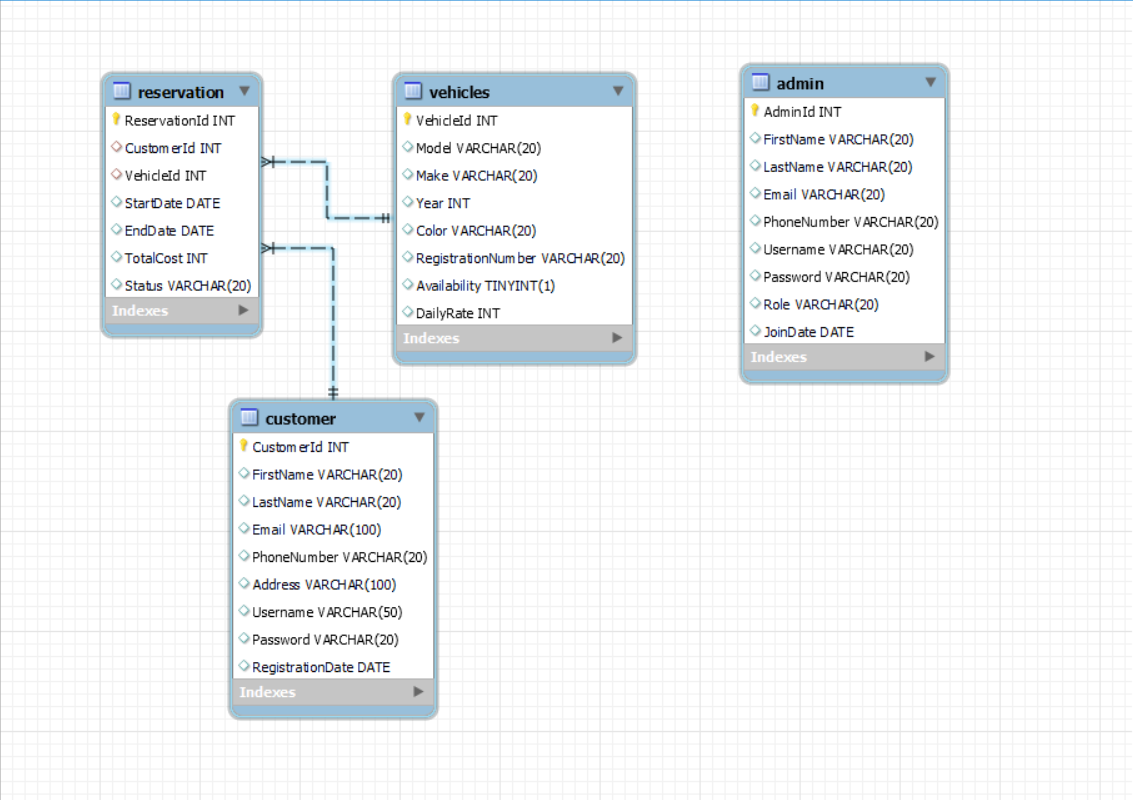 reservation
ReservationId INT
CustomerId INT
VehicleId INT
StartDate DATE
EndDate DATE
TotalCost INT
Status VARCHAR(20)
Indexes
vehicles
VehicleId INT
Model VARCHAR(20)
Make VARCHAR(20)
Year INT
Color VARCHAR(20)
RegistrationNumber VARCHAR(20)
Availability TINYINT(1)
DailyRate INT
Indexes
admin
AdminId INT
FirstName VARCHAR(20)
LastName VARCHAR(20)
Email VARCHAR(20)
PhoneNumber VARCHAR(20)
Username VARCHAR(20)
Password VARCHAR(20)
Role VARCHAR(20)
JoinDate DATE
Indexes
customer
CustomerId INT
FirstName VARCHAR(20)
LastName VARCHAR(20)
Email VARCHAR(100)
PhoneNumber VARCHAR(20)
Address VARCHAR(100)
Username VARCHAR(50)
Password VARCHAR(20)
RegistrationDate DATE
Indexes